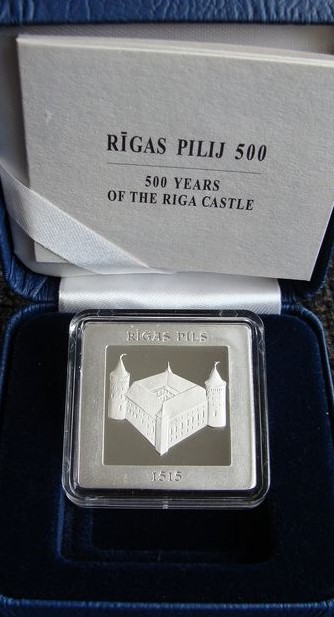 RĪGAS PILIJ 500
500 YEARS
OF THE RIGA CASTLE
RĪGAS PILS
1515